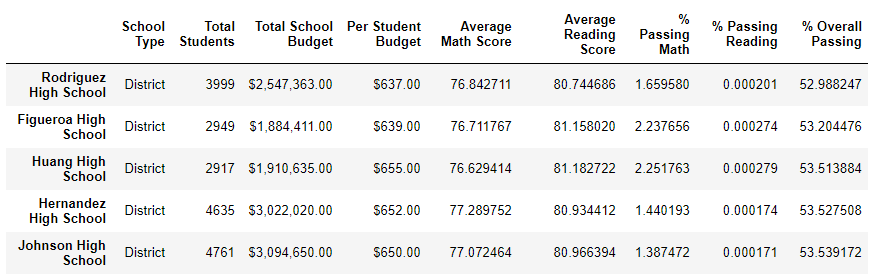 School Type Total Students Total School Budget Per Student Budget Average Math Score Average Reading Score % Passing Math % Passing Reading % Overall Passing
Rodriguez High School District 3999 $2,547,363.00 $637.00 76.842711 80.744686 1.659580 0.000201 52.988247
Figueroa High School District 2949 $1,884,411.00 $639.00 76.711767 81.158020 2.237656 0.000274 53.204476
Huang High School District 2917 $1,910,635.00 $655.00 76.629414 81.182722 2.251763 0.000279 53.513884
Hernandez High School District 4635 $3,022,020.00 $652.00 77.289752 80.934412 1.440193 0.000174 53.527508
Johnson High School District 4761 $3,094,650.00 $650.00 77.072464 80.966394 1.387472 0.000171 53.539172